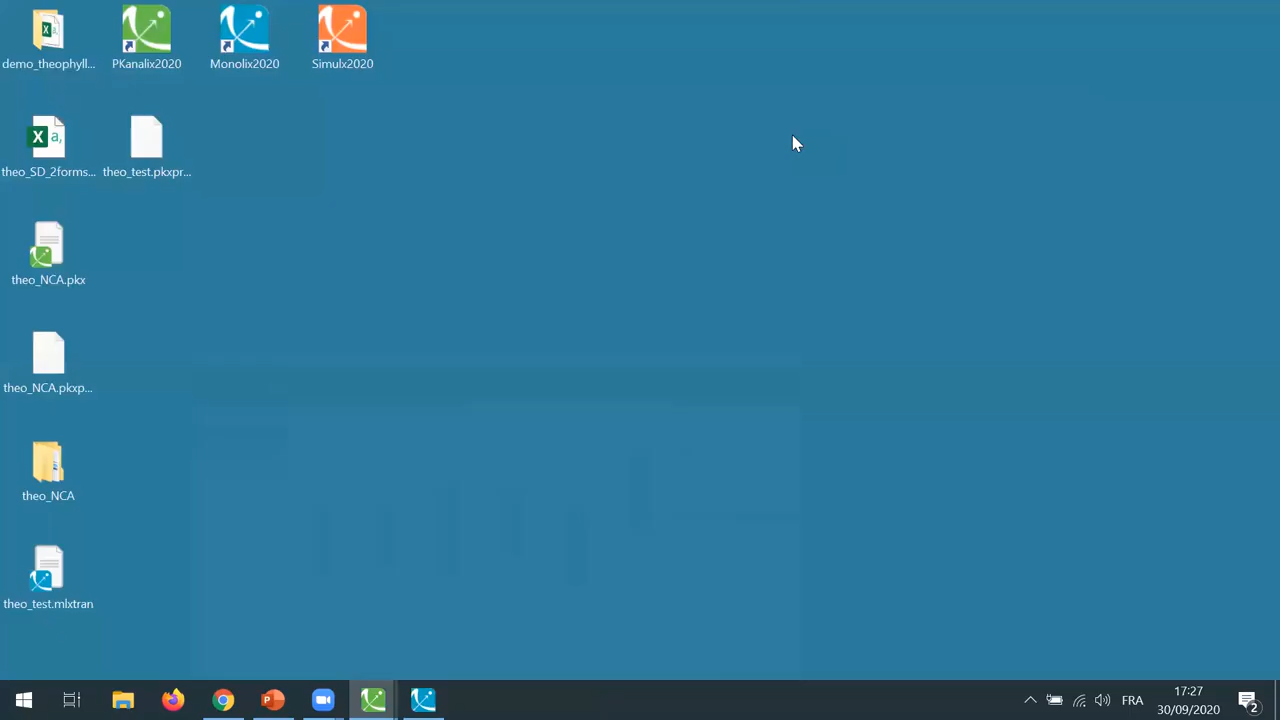 demo_theophyll...
PKanalix2020
Monolix2020
Simulx2020
theo_SD_2forms...
theo_test.pkxpr...
theo_NCA.pkx
theo_NCA.pkxp...
theo_NCA
theo_test.mlxtran
FRA
17:27
30/09/2020
2